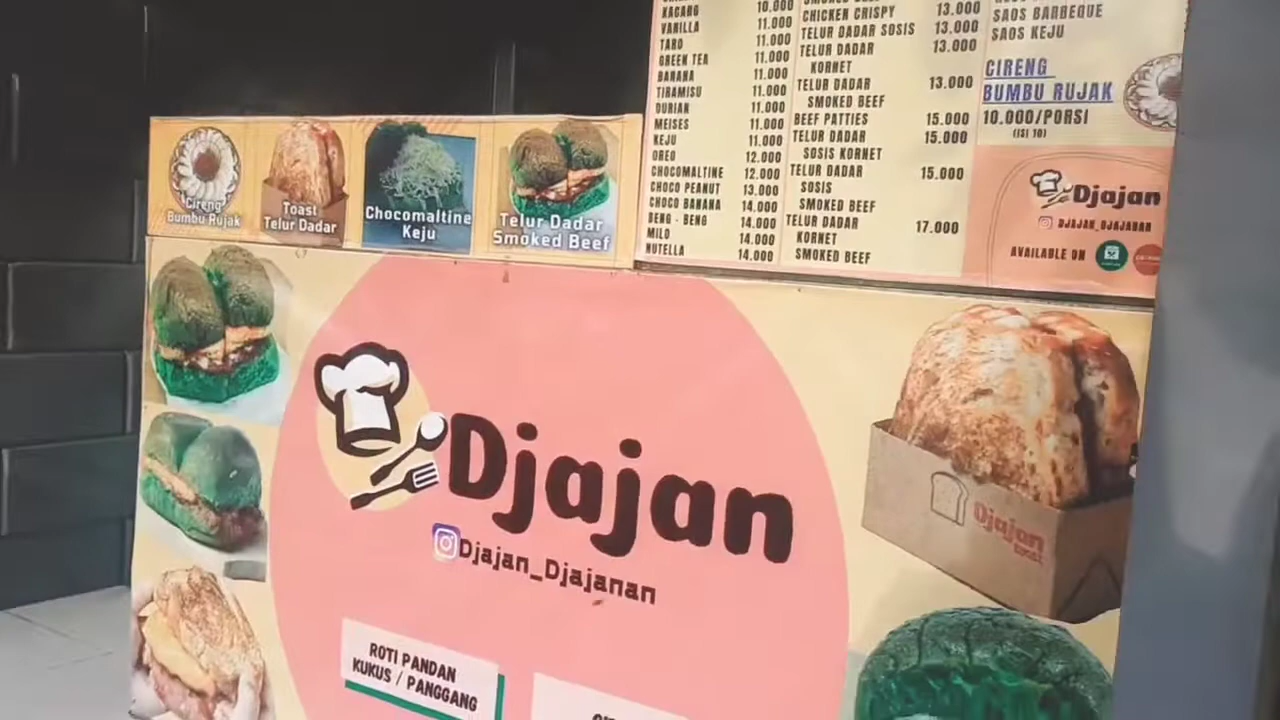 KAGARO 10.000
VANILLA 11.000
TARO 11.000
GREEN TEA 11.000
BANANA 11.000
TIRAMISU 11.000
DURIAN 11.000
MEISES 11.000
KEJU 11.000
OREO 12.000
CHOCOMALTINE 12.000
CHOCO PEANUT 13.000
CHOCO BANANA 14.000
BENG - BENG 14.000
MILO 14.000
NUTELLA 14.000
CHICKEN CRISPY 13.000
TELUR DADAR SOSIS 13.000
TELUR DADAR 13.000
KORNET
TELUR DADAR 13.000
SMOKED BEEF
BEEF PATTIES 15.000
TELUR DADAR 15.000
SOSIS KORNET
TELUR DADAR 15.000
SOSIS
SMOKED BEEF
TELUR DADAR 17.000
KORNET
SMOKED BEEF
SAOS BARBEQUE
SAOS KEJU
CIRENG
BUMBU RUJAK
10.000/PORSI
(ISI 10)
Djajan
DJAJAN_DJAJANAN
AVAILABLE ON
Cireng
Bumbu Rujak
Toast
Telur Dadar
Chocomaltine
Keju
Telur Dadar
Smoked Beef
Djajan
Djajan_Djajanan
Djajan
ROTI PANDAN
KUKUS / PANGGANG